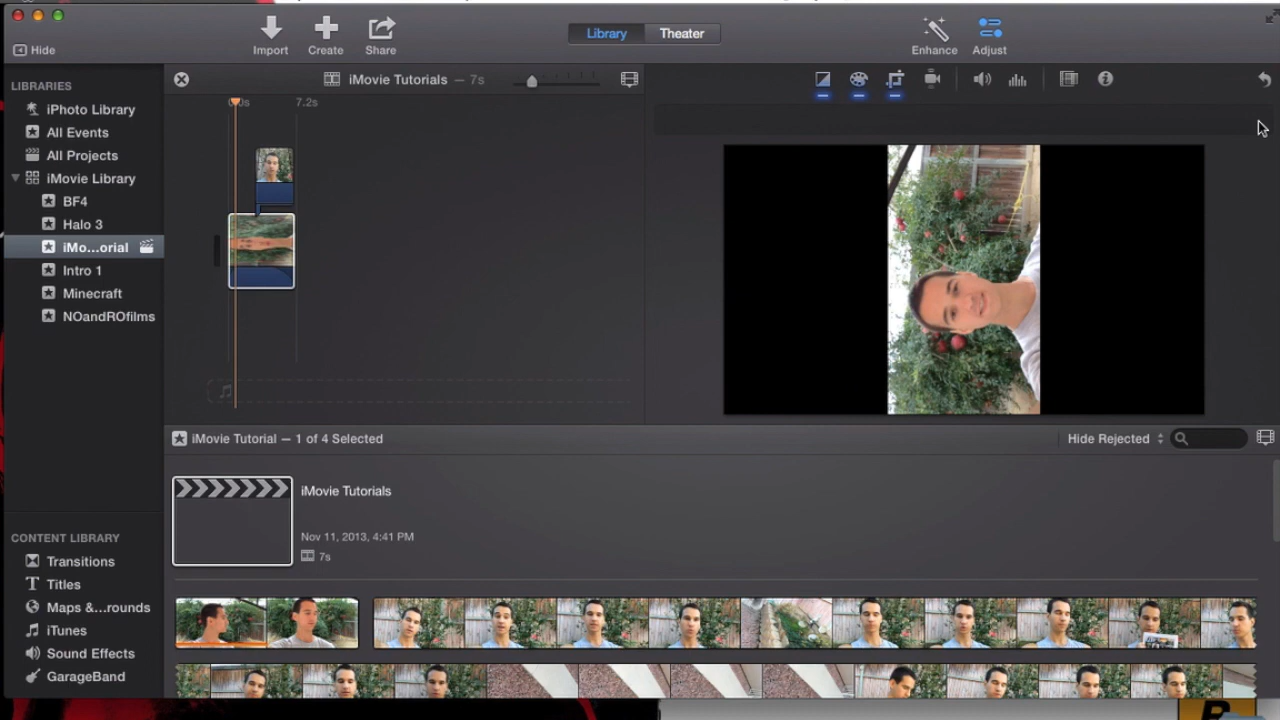 Import
Create
Share
Library
Theater
Enhance
Adjust
Hide
LIBRARIES
iPhoto Library
All Events
All Projects
iMovie Library
BF4
Halo 3
iMo...orial
Intro 1
Minecraft
NOandROfilms
CONTENT LIBRARY
Transitions
Titles
Maps &...rounds
iTunes
Sound Effects
GarageBand
iMovie Tutorials — 7s
7.2s
iMovie Tutorial — 1 of 4 Selected
Hide Rejected
iMovie Tutorials
Nov 11, 2013, 4:41 PM
7s